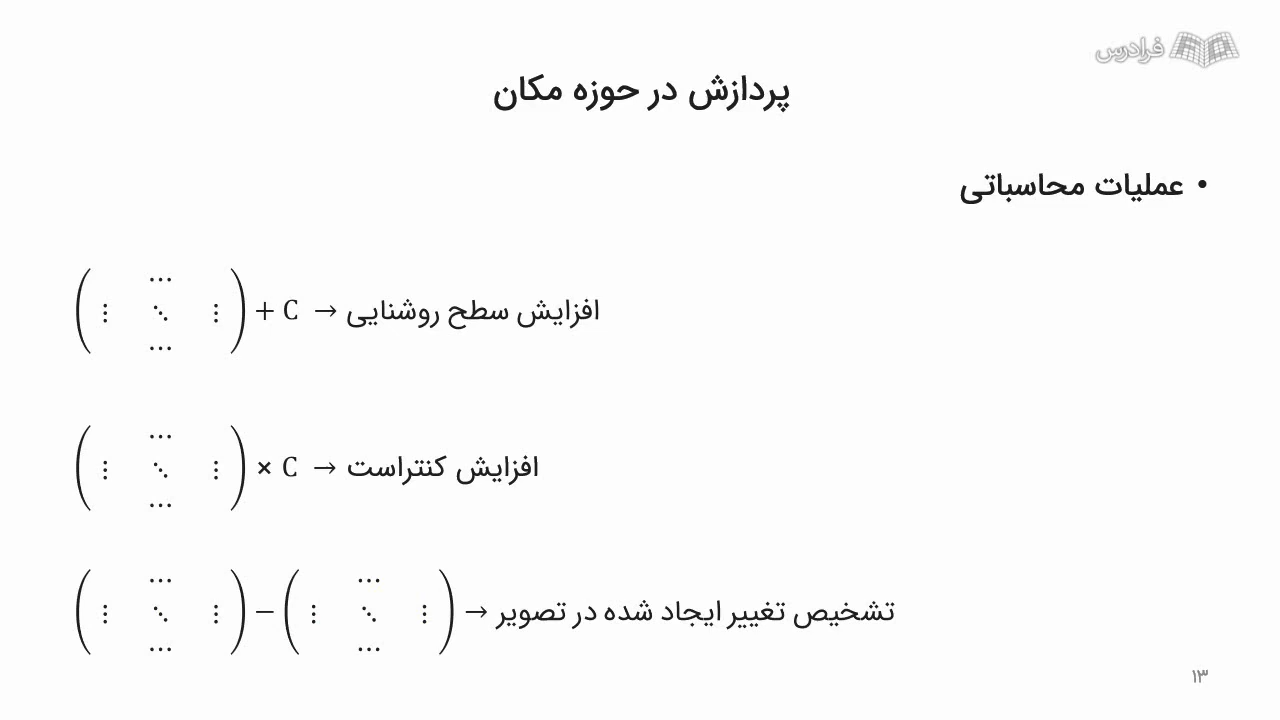 فرادرس
پردازش در حوزه مکان
• عملیات محاسباتی
(⋯ ⋮ ⋱ ⋮ ⋯) + C → افزایش سطح روشنایی
(⋯ ⋮ ⋱ ⋮ ⋯) × C → افزایش کنتراست
(⋯ ⋮ ⋱ ⋮ ⋯) − (⋯ ⋮ ⋱ ⋮ ⋯) → تشخیص تغییر ایجاد شده در تصویر
۱۳